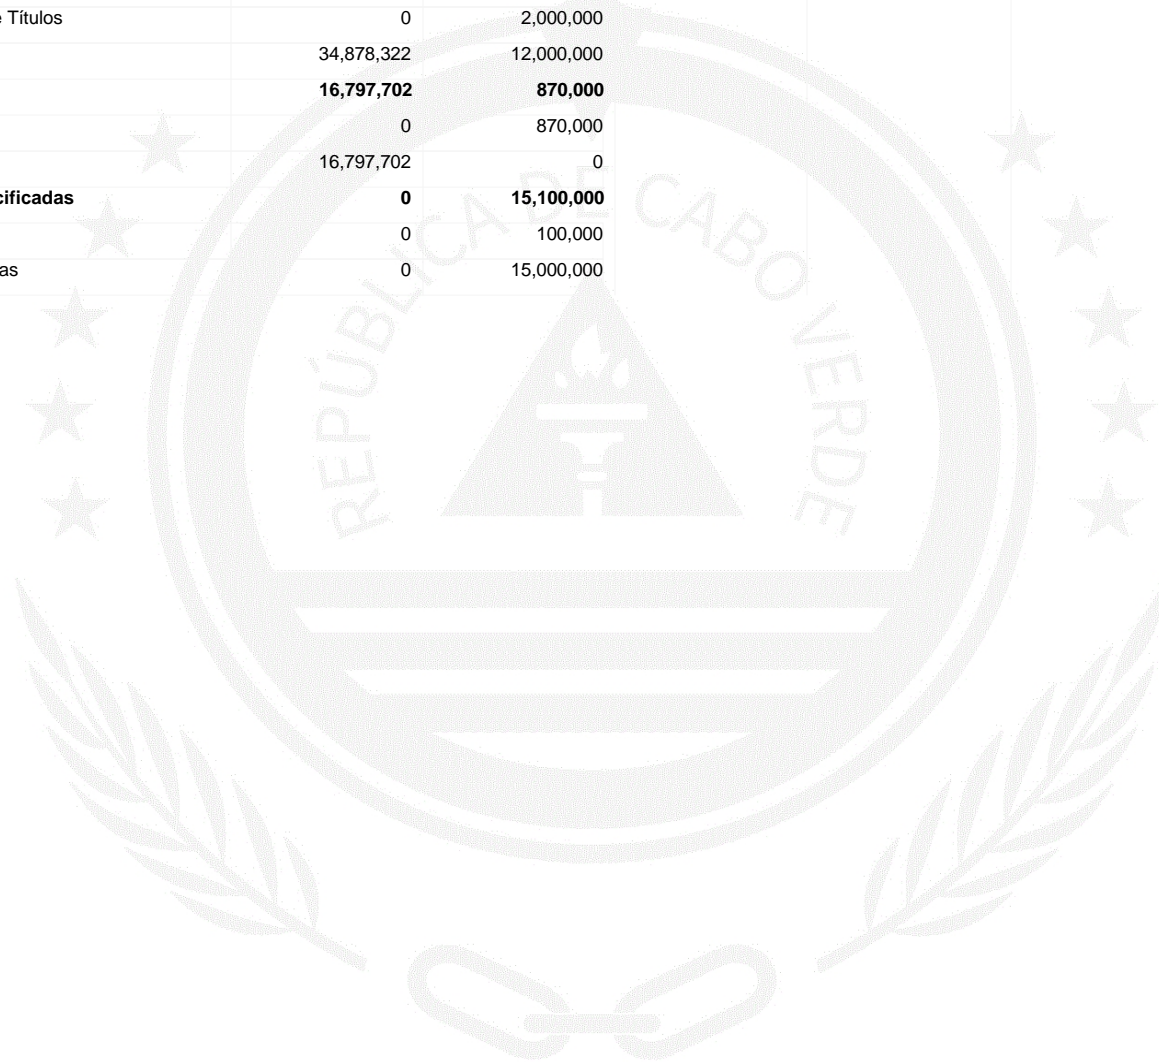 e Títulos 0 2,000,000
34,878,322 12,000,000
16,797,702 870,000
0 870,000
16,797,702 0
cificadas 0 15,100,000
0 100,000
as 0 15,000,000
REPÚBLICA DE CABO VERDE